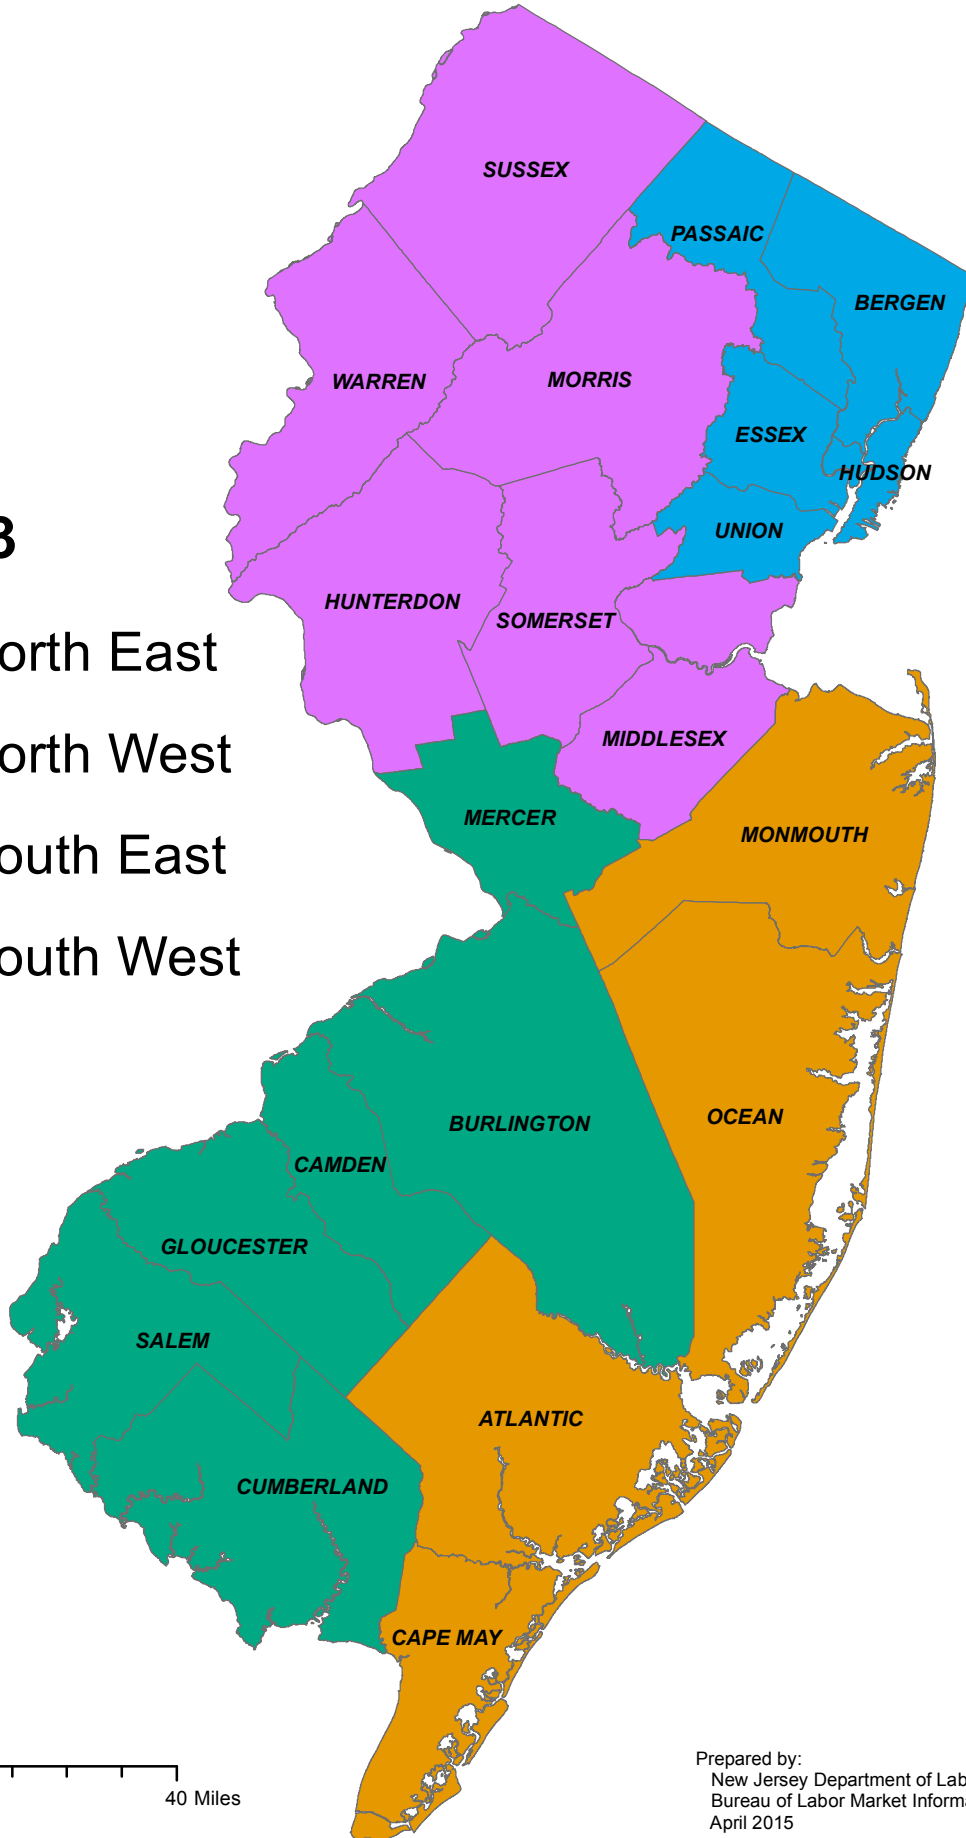 SUSSEX
PASSAIC
BERGEN
WARREN
MORRIS
ESSEX
HUDSON
UNION
HUNTERDON
SOMERSET
orth East
orth West
MIDDLESEX
MERCER
MONMOUTH
outh East
outh West
BURLINGTON
OCEAN
CAMDEN
GLOUCESTER
SALEM
ATLANTIC
CUMBERLAND
CAPE MAY
40 Miles
Prepared by:
New Jersey Department of Lab
Bureau of Labor Market Informa
April 2015